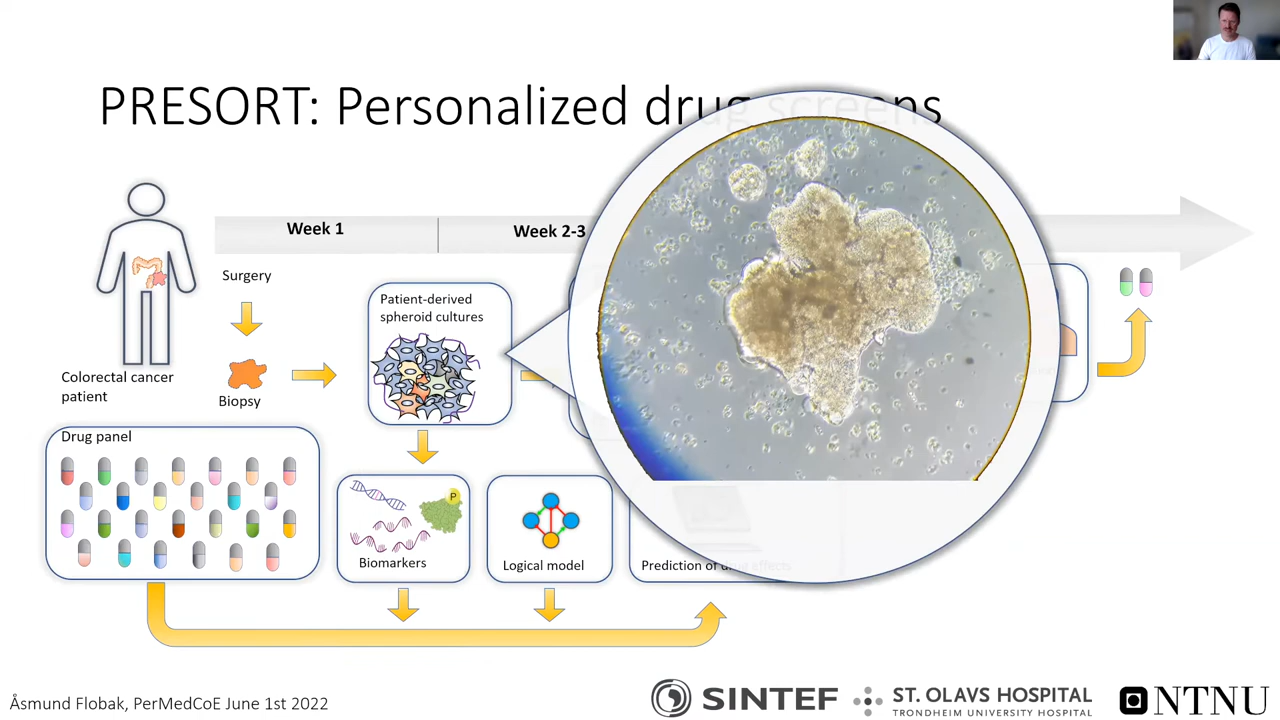 PRESORT: Personalized drug screens
Week 1
Week 2-3
Surgery
Patient-derived
spheroid cultures
Colorectal cancer
patient
Biopsy
Drug panel
P
Biomarkers
Logical model
Prediction of drug effects
Åsmund Flobak, PerMedCoE June 1st 2022
SINTEF
ST. OLAVS HOSPITAL
TRONDHEIM UNIVERSITY HOSPITAL
NTNU